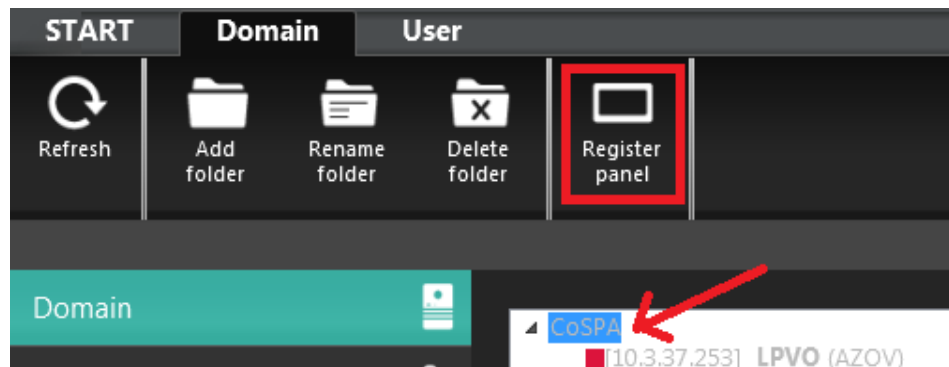 START Domain User
Refresh
Add
folder
Rename
folder
Delete
folder
Register
panel
Domain
CoSPA
[10.3.37.253] LPVO (AZOV)